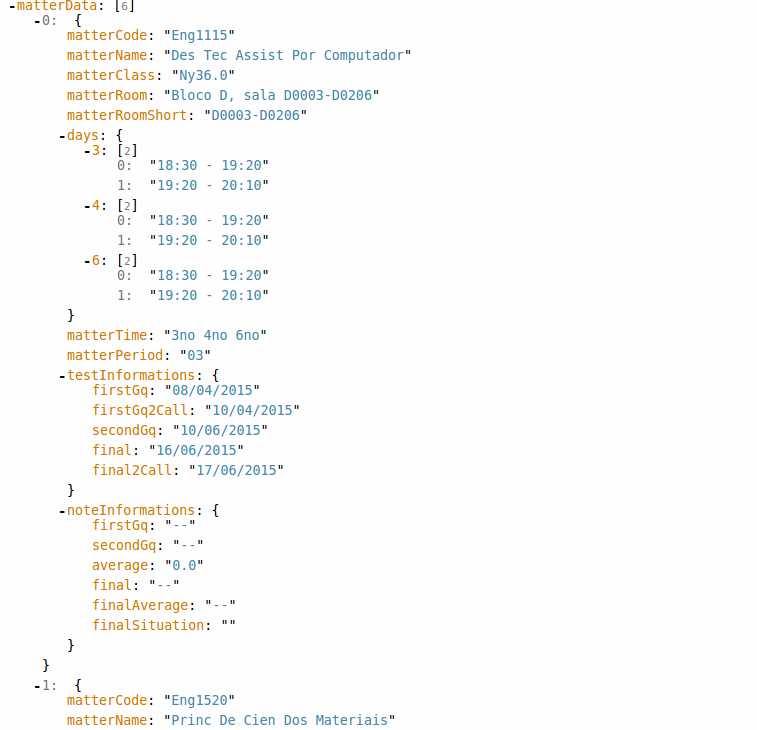 -matterData: [6]
-0: {
matterCode: "Eng1115"
matterName: "Des Tec Assist Por Computador"
matterClass: "Ny36.0"
matterRoom: "Bloco D, sala D0003-D0206"
matterRoomShort: "D0003-D0206"
-days: {
-3: [2]
0: "18:30 - 19:20"
1: "19:20 - 20:10"
-4: [2]
0: "18:30 - 19:20"
1: "19:20 - 20:10"
-6: [2]
0: "18:30 - 19:20"
1: "19:20 - 20:10"
}
matterTime: "3no 4no 6no"
matterPeriod: "03"
-testInformations: {
firstGq: "08/04/2015"
firstGq2Call: "10/04/2015"
secondGq: "10/06/2015"
final: "16/06/2015"
final2Call: "17/06/2015"
}
-noteInformations: {
firstGq: "--"
secondGq: "--"
average: "0.0"
final: "--"
finalAverage: "--"
finalSituation: ""
}
}
-1: {
matterCode: "Eng1520"
matterName: "Princ De Cien Dos Materiais"